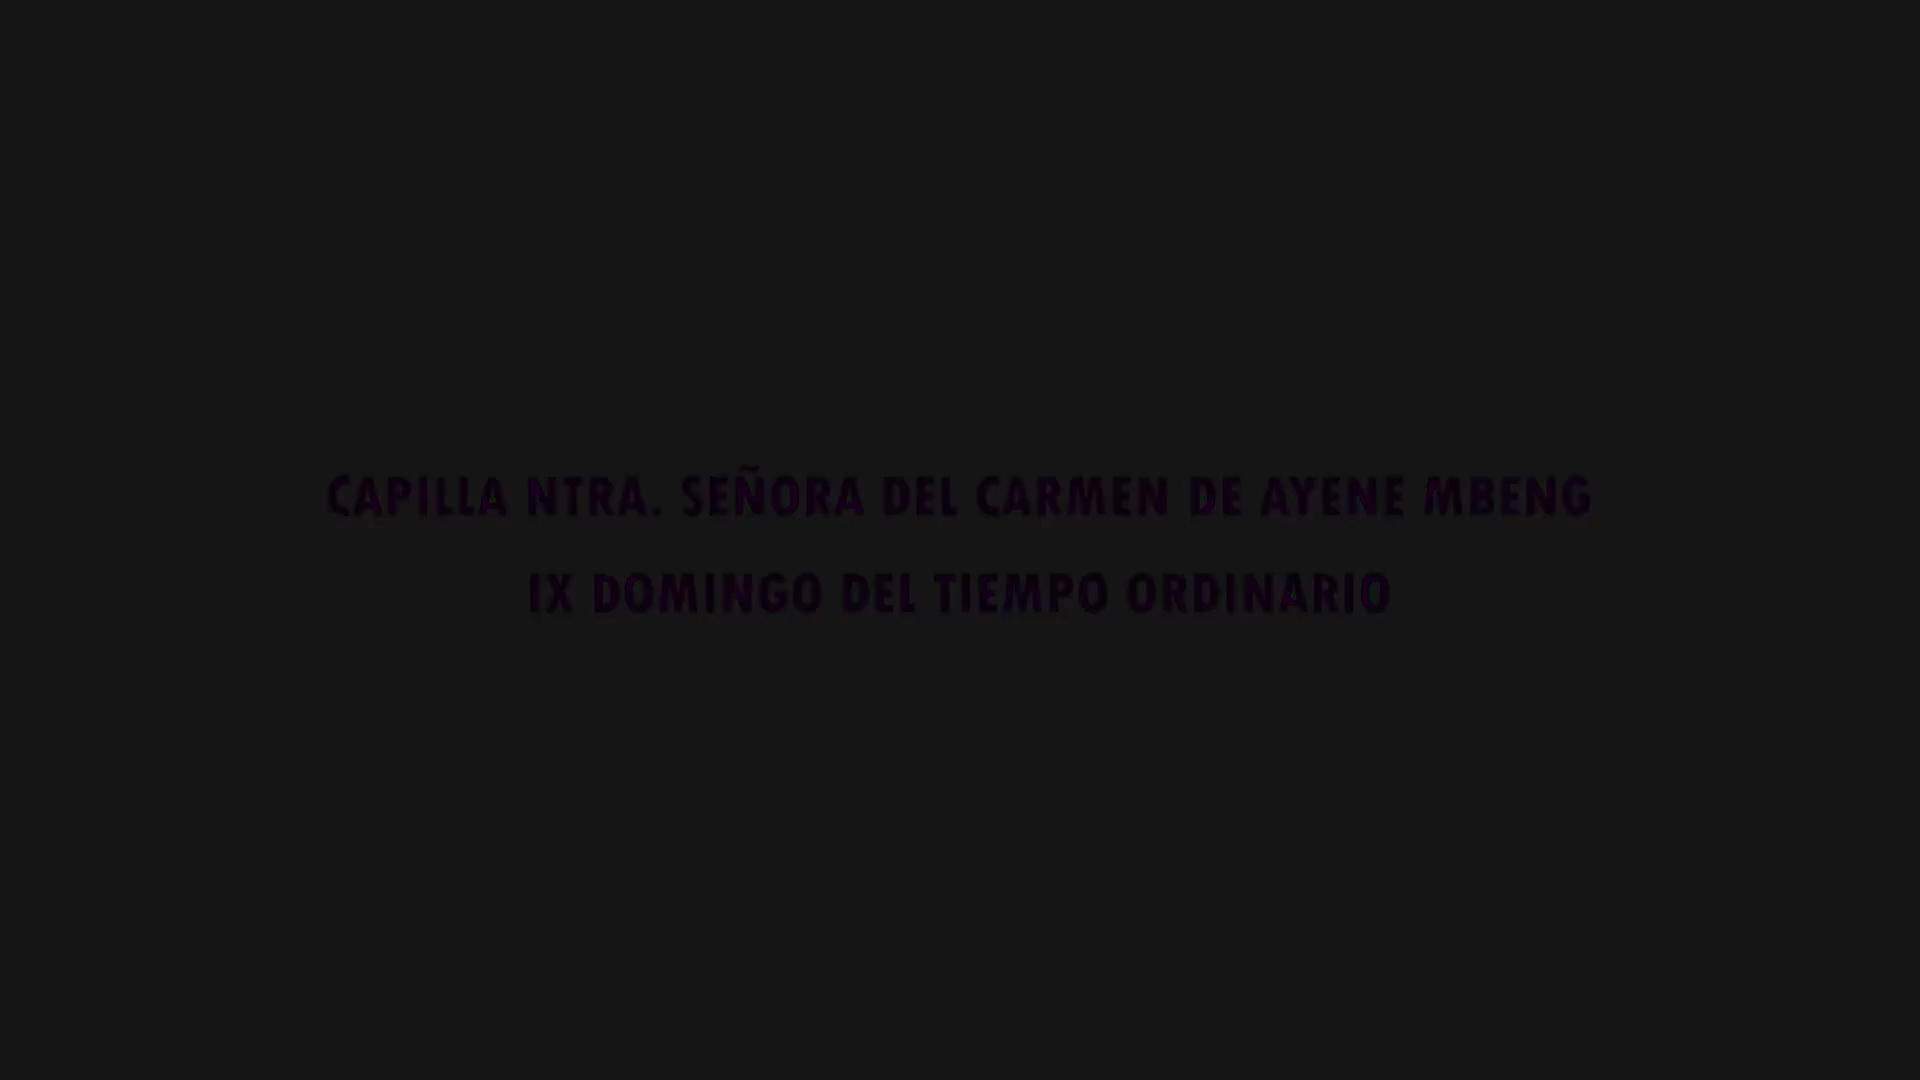 CAPILLA NTRA. SEÑORA DEL CARMEN DE AYENE MBENG
IX DOMINGO DEL TIEMPO ORDINARIO